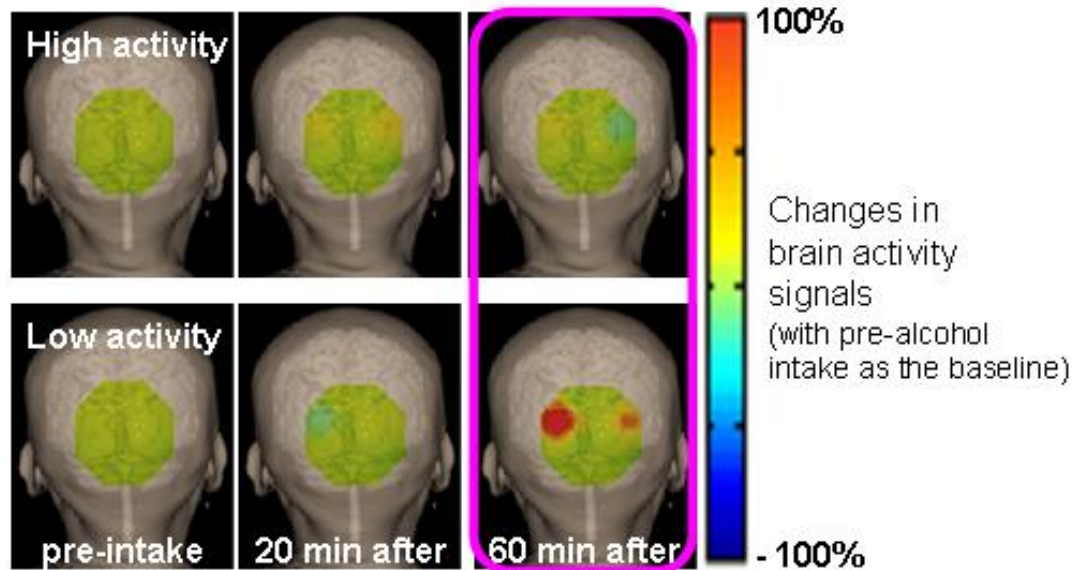 High activity
Low activity
pre-intake
20 min after
60 min after
100%
Changes in
brain activity
signals
(with pre-alcohol
intake as the baseline)
- 100%